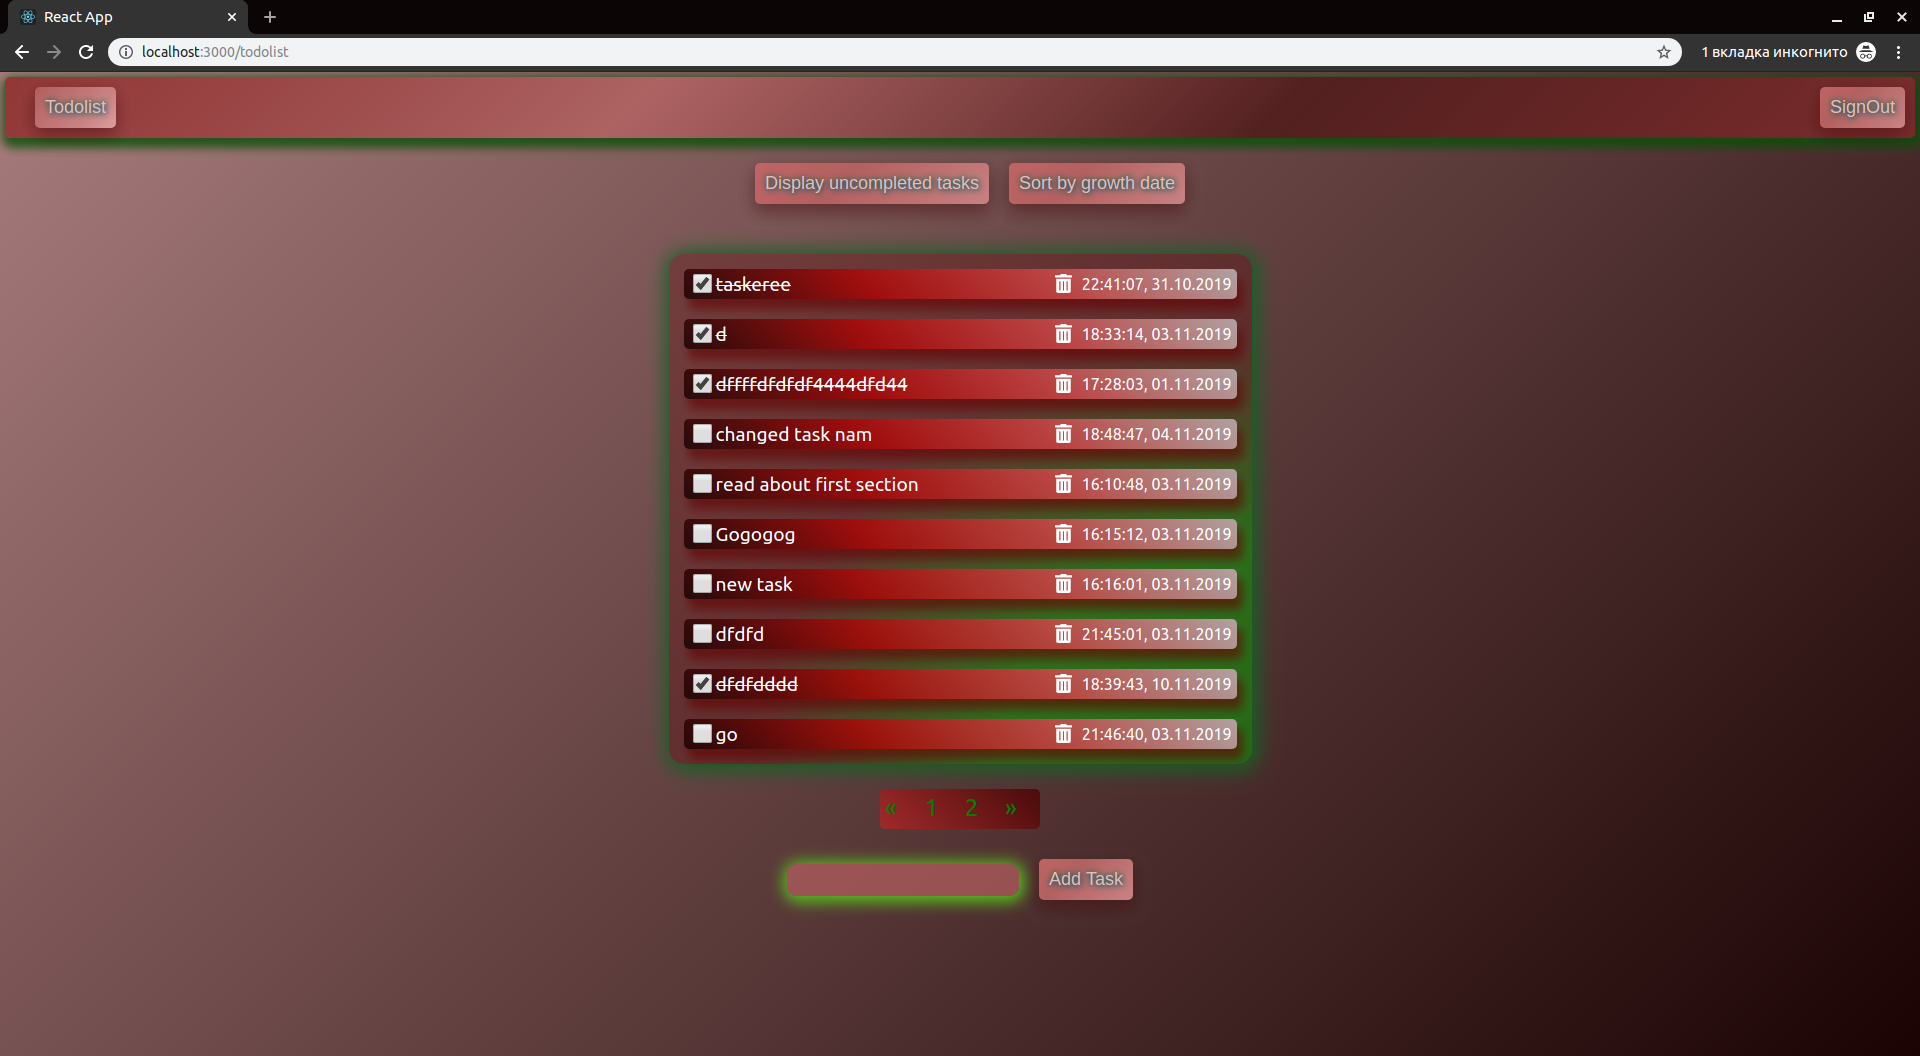 React App
localhost:3000/todolist
1 вкладка инкогнито
Todolist
SignOut
Display uncompleted tasks
Sort by growth date
taskeree 22:41:07, 31.10.2019
d 18:33:14, 03.11.2019
dffffdfdfdf4444dfd44 17:28:03, 01.11.2019
changed task nam 18:48:47, 04.11.2019
read about first section 16:10:48, 03.11.2019
Gogogog 16:15:12, 03.11.2019
new task 16:16:01, 03.11.2019
dfdfd 21:45:01, 03.11.2019
dfdfdddd 18:39:43, 10.11.2019
go 21:46:40, 03.11.2019
« 1 2 »
Add Task